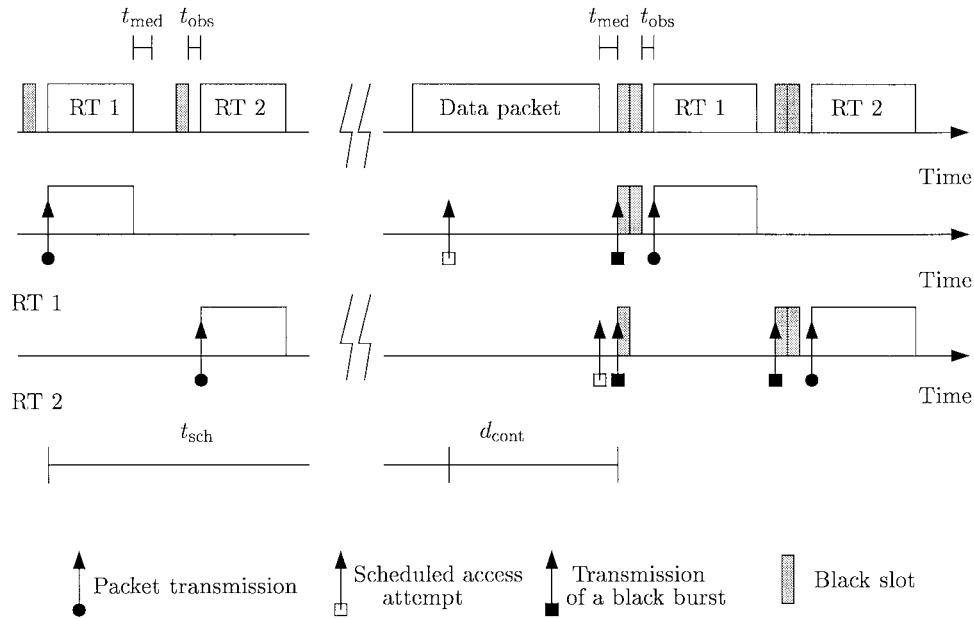 t_med t_obs t_med t_obs
RT 1 RT 2 Data packet RT 1 RT 2
Time
Time
RT 1
Time
RT 2
t_sch d_cont
Packet transmission
Scheduled access
attempt
Transmission
of a black burst
Black slot